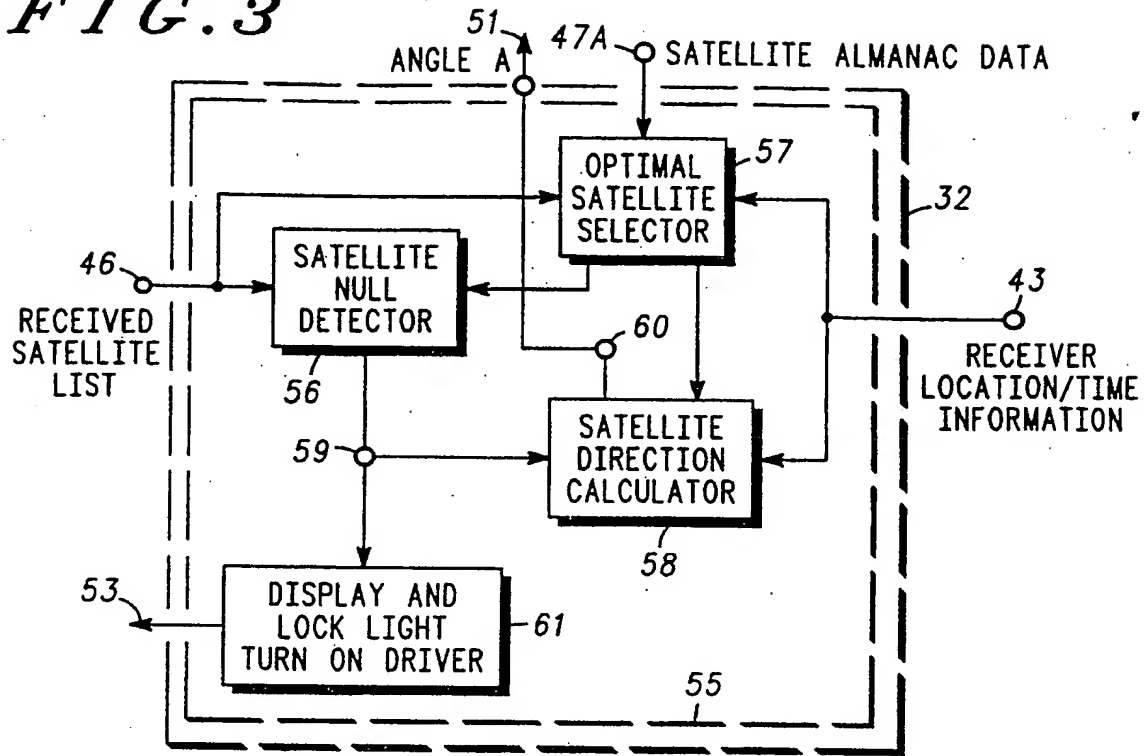 FIG.3
51
47A
SATELLITE ALMANAC DATA
ANGLE A
57
OPTIMAL
SATELLITE
SELECTOR
32
46
SATELLITE
NULL
DETECTOR
43
RECEIVED
SATELLITE
LIST
60
RECEIVER
LOCATION/TIME
INFORMATION
56
59
SATELLITE
DIRECTION
CALCULATOR
58
53
DISPLAY AND
LOCK LIGHT
TURN ON DRIVER
61
55